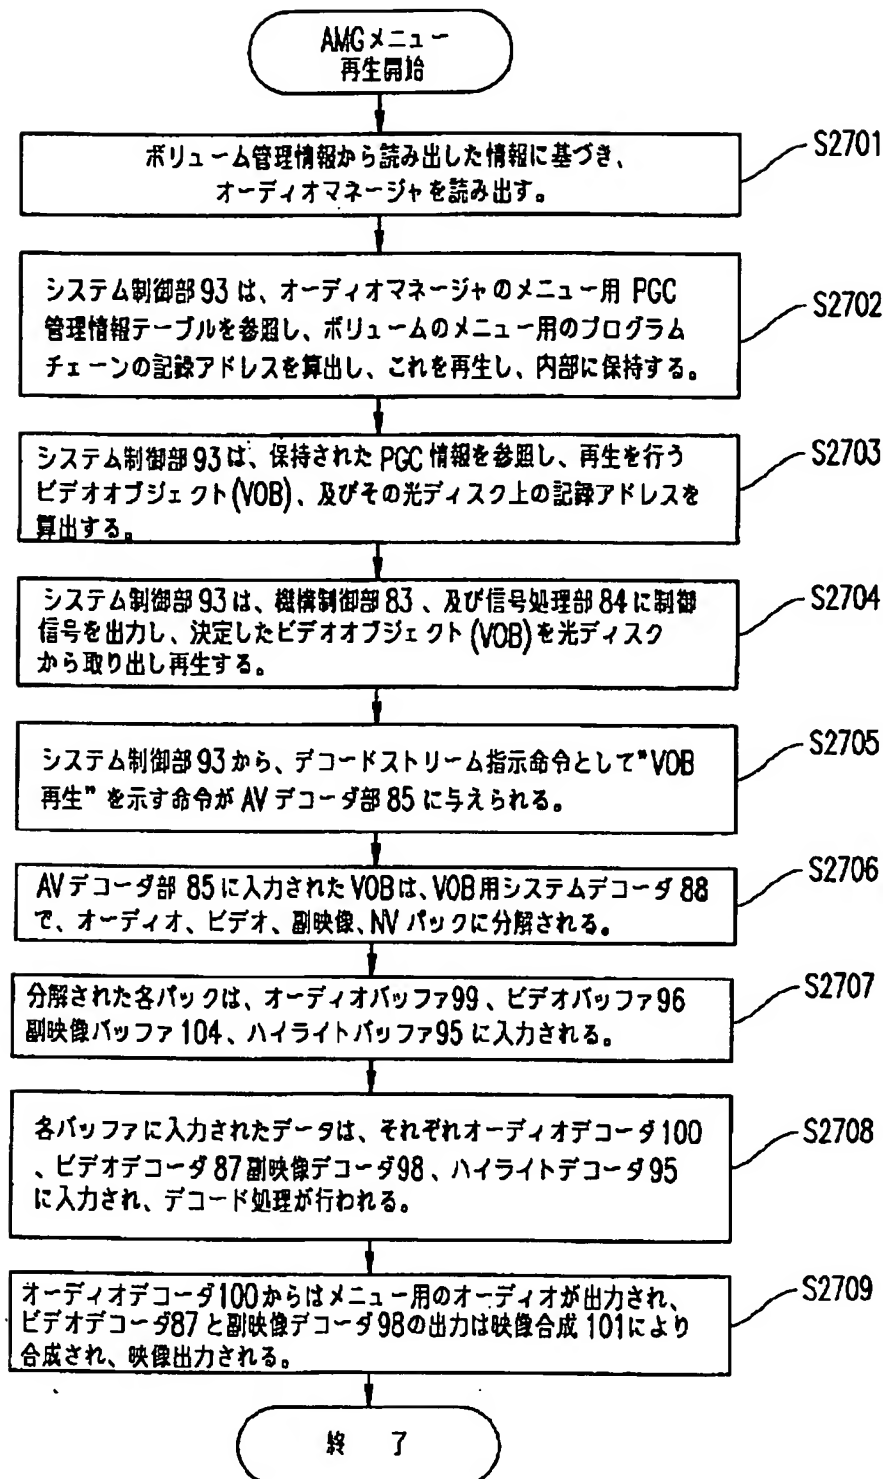 AMGメニュー
再生開始
ボリューム管理情報から読み出した情報に基づき、
オーディオマネージャを読み出す。
S2701
システム制御部93は、オーディオマネージャのメニュー用 PGC
管理情報テーブルを参照し、ボリュームのメニュー用のプログラム
チェーンの記録アドレスを算出し、これを再生し、内部に保持する。
S2702
システム制御部93は、保持されたPGC情報を参照し、再生を行う
ビデオオブジェクト(VOB)、及びその光ディスク上の記録アドレスを
算出する。
S2703
システム制御部93は、機構制御部83、及び信号処理部84に制御
信号を出力し、決定したビデオオブジェクト(VOB)を光ディスク
から取り出し再生する。
S2704
システム制御部93から、デコードストリーム指示命令として"VOB
再生"を示す命令がAVデコーダ部85に与えられる。
S2705
AVデコーダ部85に入力されたVOBは、VOB用システムデコーダ88
で、オーディオ、ビデオ、副映像、NVパックに分解される。
S2706
分解された各パックは、オーディオバッファ99、ビデオバッファ96
副映像バッファ104、ハイライトバッファ95に入力される。
S2707
各バッファに入力されたデータは、それぞれオーディオデコーダ100
、ビデオデコーダ87副映像デコーダ98、ハイライトデコーダ95
に入力され、デコード処理が行われる。
S2708
オーディオデコーダ100からはメニュー用のオーディオが出力され、
ビデオデコーダ87と副映像デコーダ98の出力は映像合成101により
合成され、映像出力される。
S2709
終 了